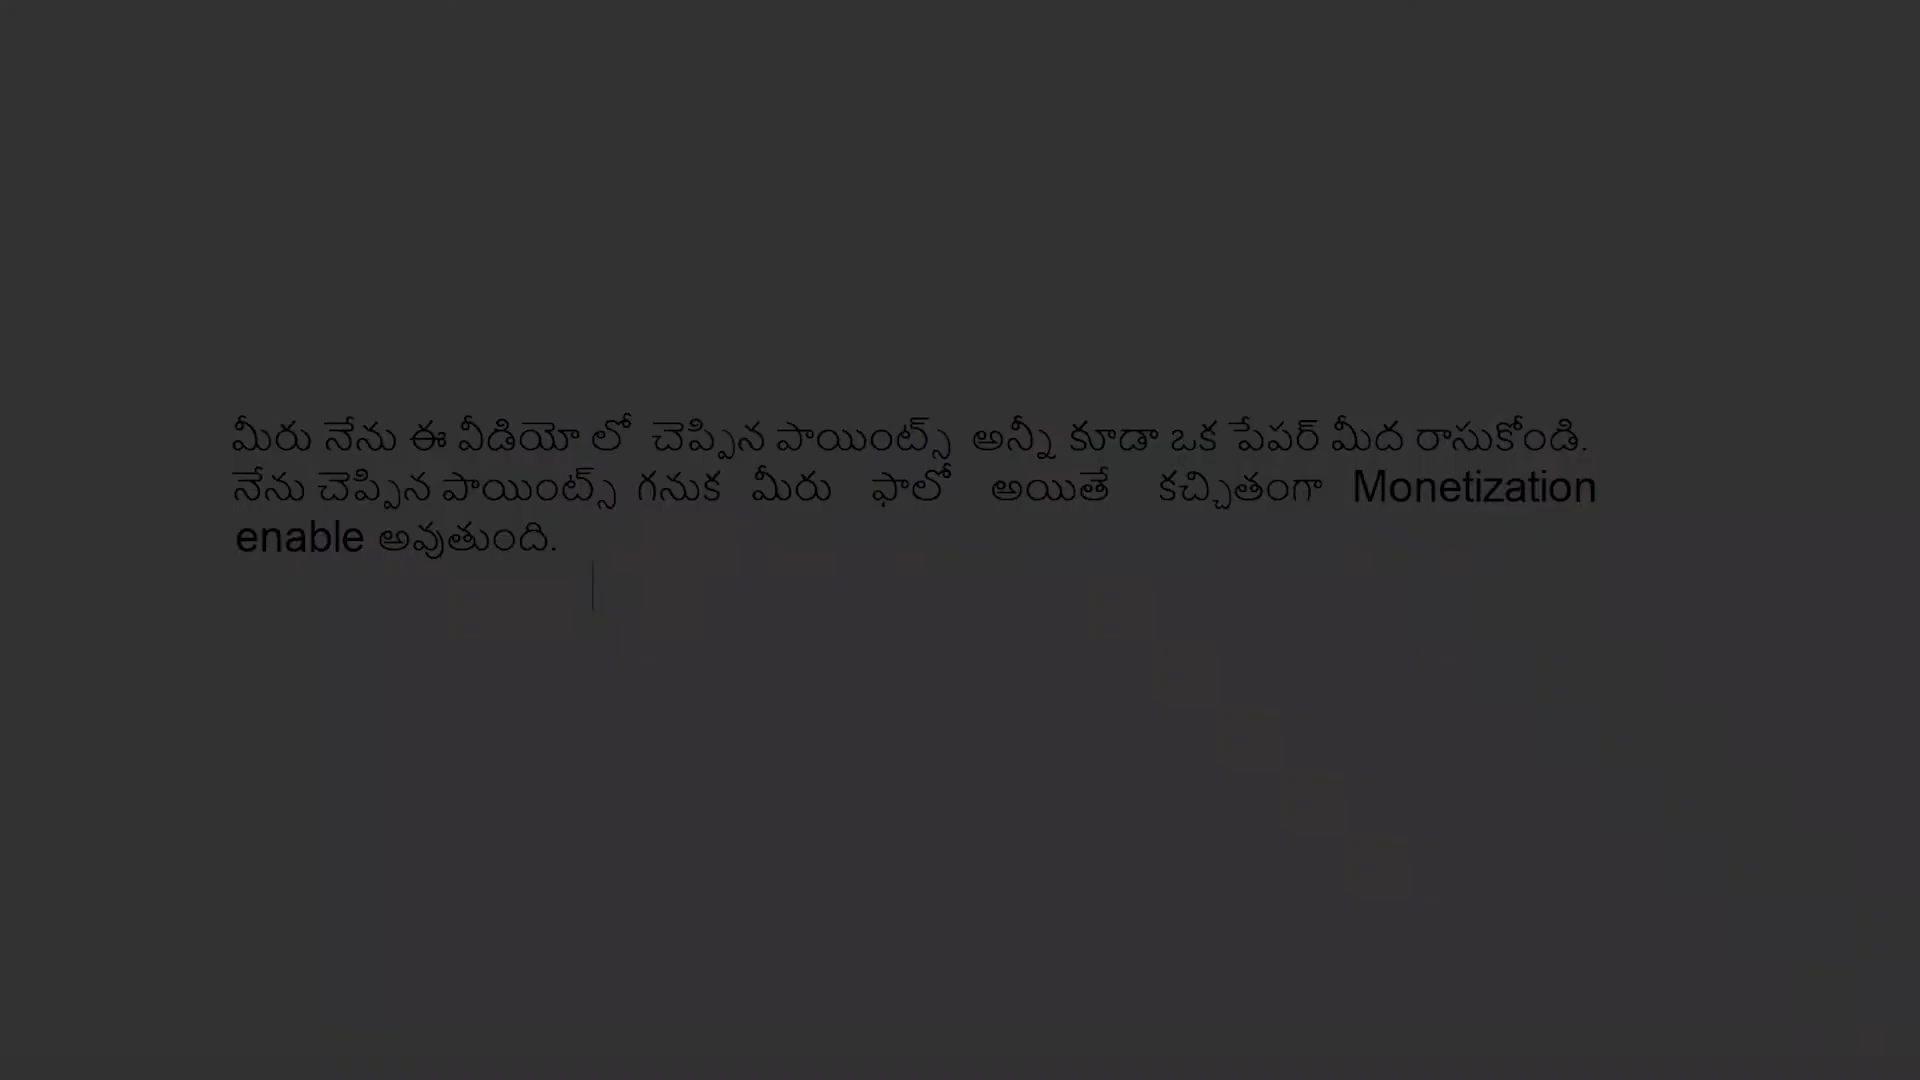 మీరు నేను ఈ వీడియో లో చెప్పిన పాయింట్స్ అన్నీ కూడా ఒక పేపర్ మీద రాసుకోండి.
నేను చెప్పిన పాయింట్స్ గనుక మీరు ఫాలో అయితే కచ్చితంగా Monetization
enable అవుతుంది.